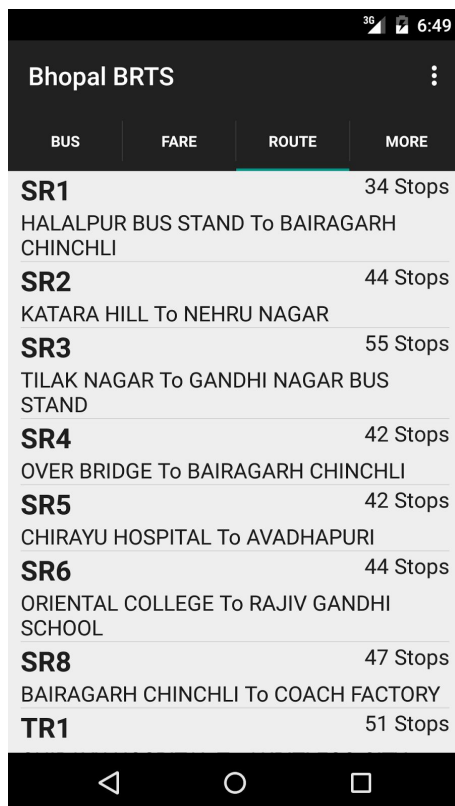 3G 6:49
Bhopal BRTS
BUS FARE ROUTE MORE
SR1 34 Stops
HALALPUR BUS STAND To BAIRAGARH
CHINCHLI
SR2 44 Stops
KATARA HILL To NEHRU NAGAR
SR3 55 Stops
TILAK NAGAR To GANDHI NAGAR BUS
STAND
SR4 42 Stops
OVER BRIDGE To BAIRAGARH CHINCHLI
SR5 42 Stops
CHIRAYU HOSPITAL To AVADHAPURI
SR6 44 Stops
ORIENTAL COLLEGE To RAJIV GANDHI
SCHOOL
SR8 47 Stops
BAIRAGARH CHINCHLI To COACH FACTORY
TR1 51 Stops